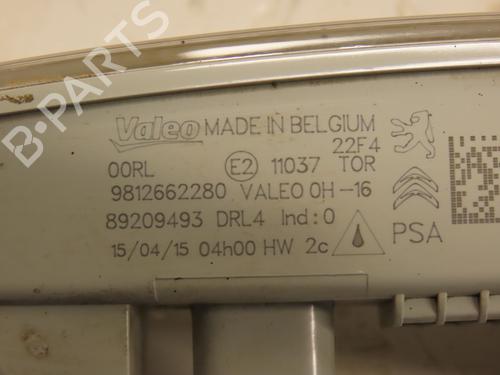 Valeo MADE IN BELGIUM
22F4
00RL E2 11037 TOR
9812662280 VALEO 0H-16
89209493 DRL4 Ind:0
15/04/15 04h00 HW 2c
PSA
B-PARTS